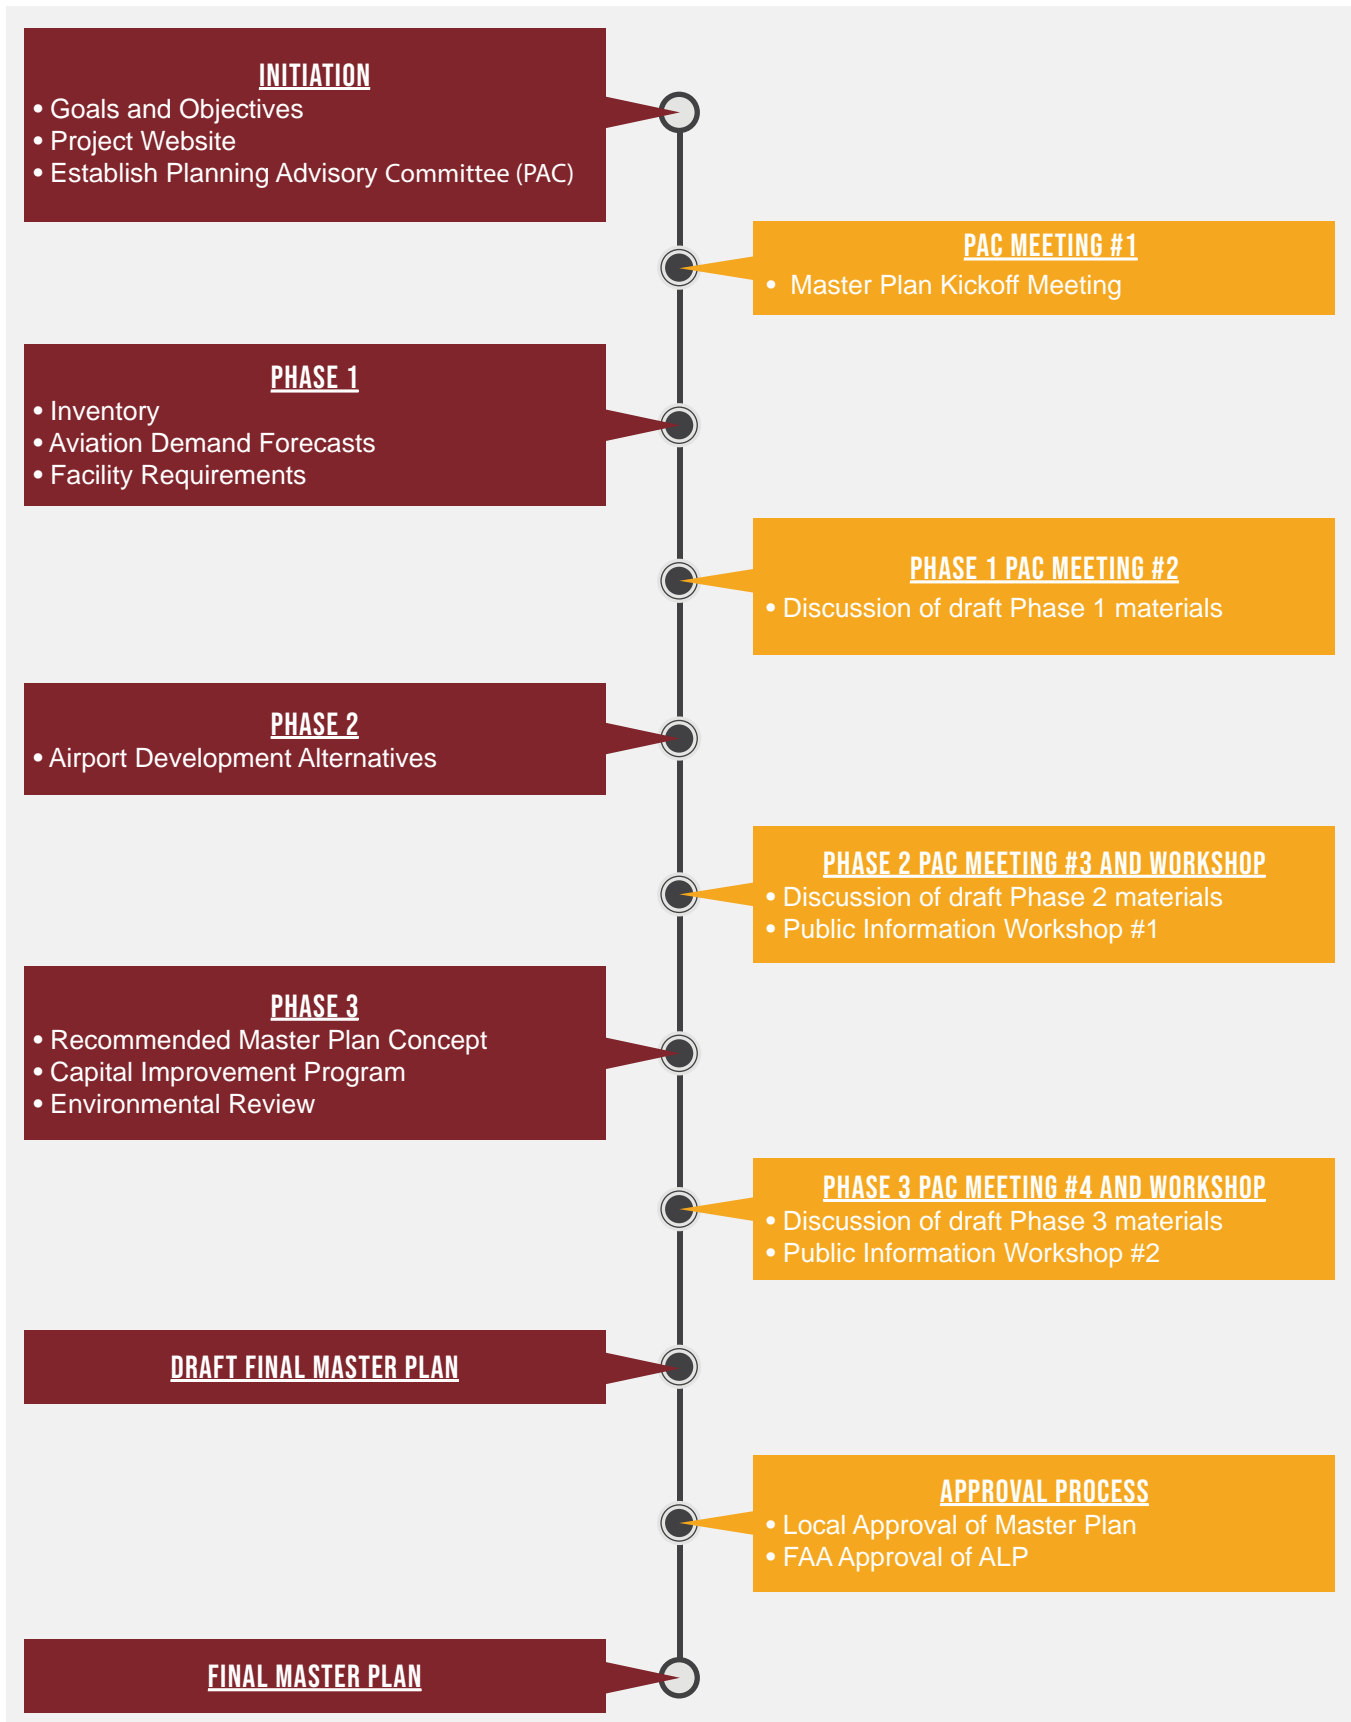 INITIATION
• Goals and Objectives
• Project Website
• Establish Planning Advisory Committee (PAC)
PAC MEETING #1
• Master Plan Kickoff Meeting
PHASE 1
• Inventory
• Aviation Demand Forecasts
• Facility Requirements
PHASE 1 PAC MEETING #2
• Discussion of draft Phase 1 materials
PHASE 2
• Airport Development Alternatives
PHASE 2 PAC MEETING #3 AND WORKSHOP
• Discussion of draft Phase 2 materials
• Public Information Workshop #1
PHASE 3
• Recommended Master Plan Concept
• Capital Improvement Program
• Environmental Review
PHASE 3 PAC MEETING #4 AND WORKSHOP
• Discussion of draft Phase 3 materials
• Public Information Workshop #2
DRAFT FINAL MASTER PLAN
APPROVAL PROCESS
• Local Approval of Master Plan
• FAA Approval of ALP
FINAL MASTER PLAN